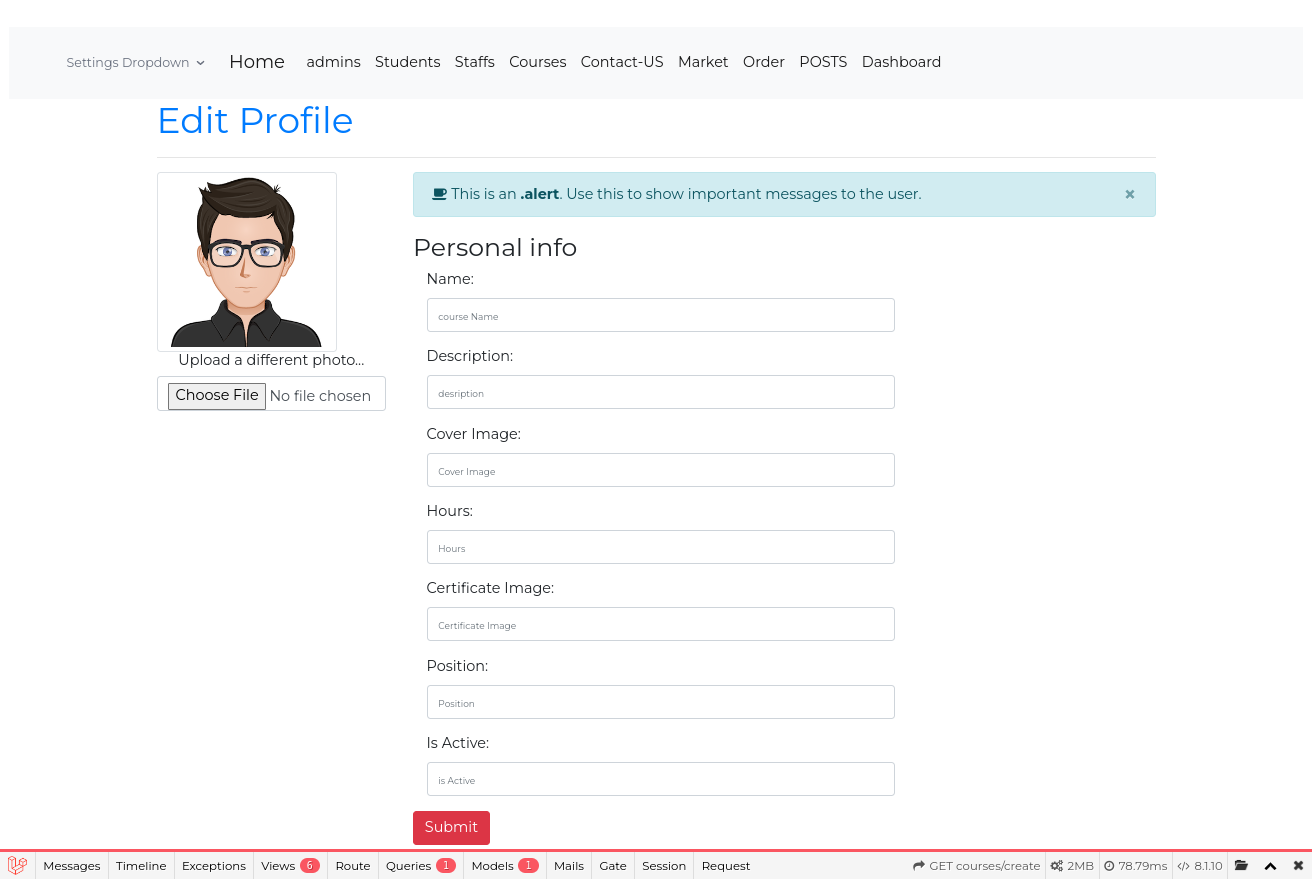 Settings Dropdown Home admins Students Staffs Courses Contact-US Market Order POSTS Dashboard
Edit Profile
This is an .alert. Use this to show important messages to the user. ×
Upload a different photo...
Choose File No file chosen
Personal info
Name:
course Name
Description:
desription
Cover Image:
Cover Image
Hours:
Hours
Certificate Image:
Certificate Image
Position:
Position
Is Active:
is Active
Submit
Messages Timeline Exceptions Views 6 Route Queries 1 Models 1 Mails Gate Session Request GET courses/create 2MB 78.79ms 8.1.10